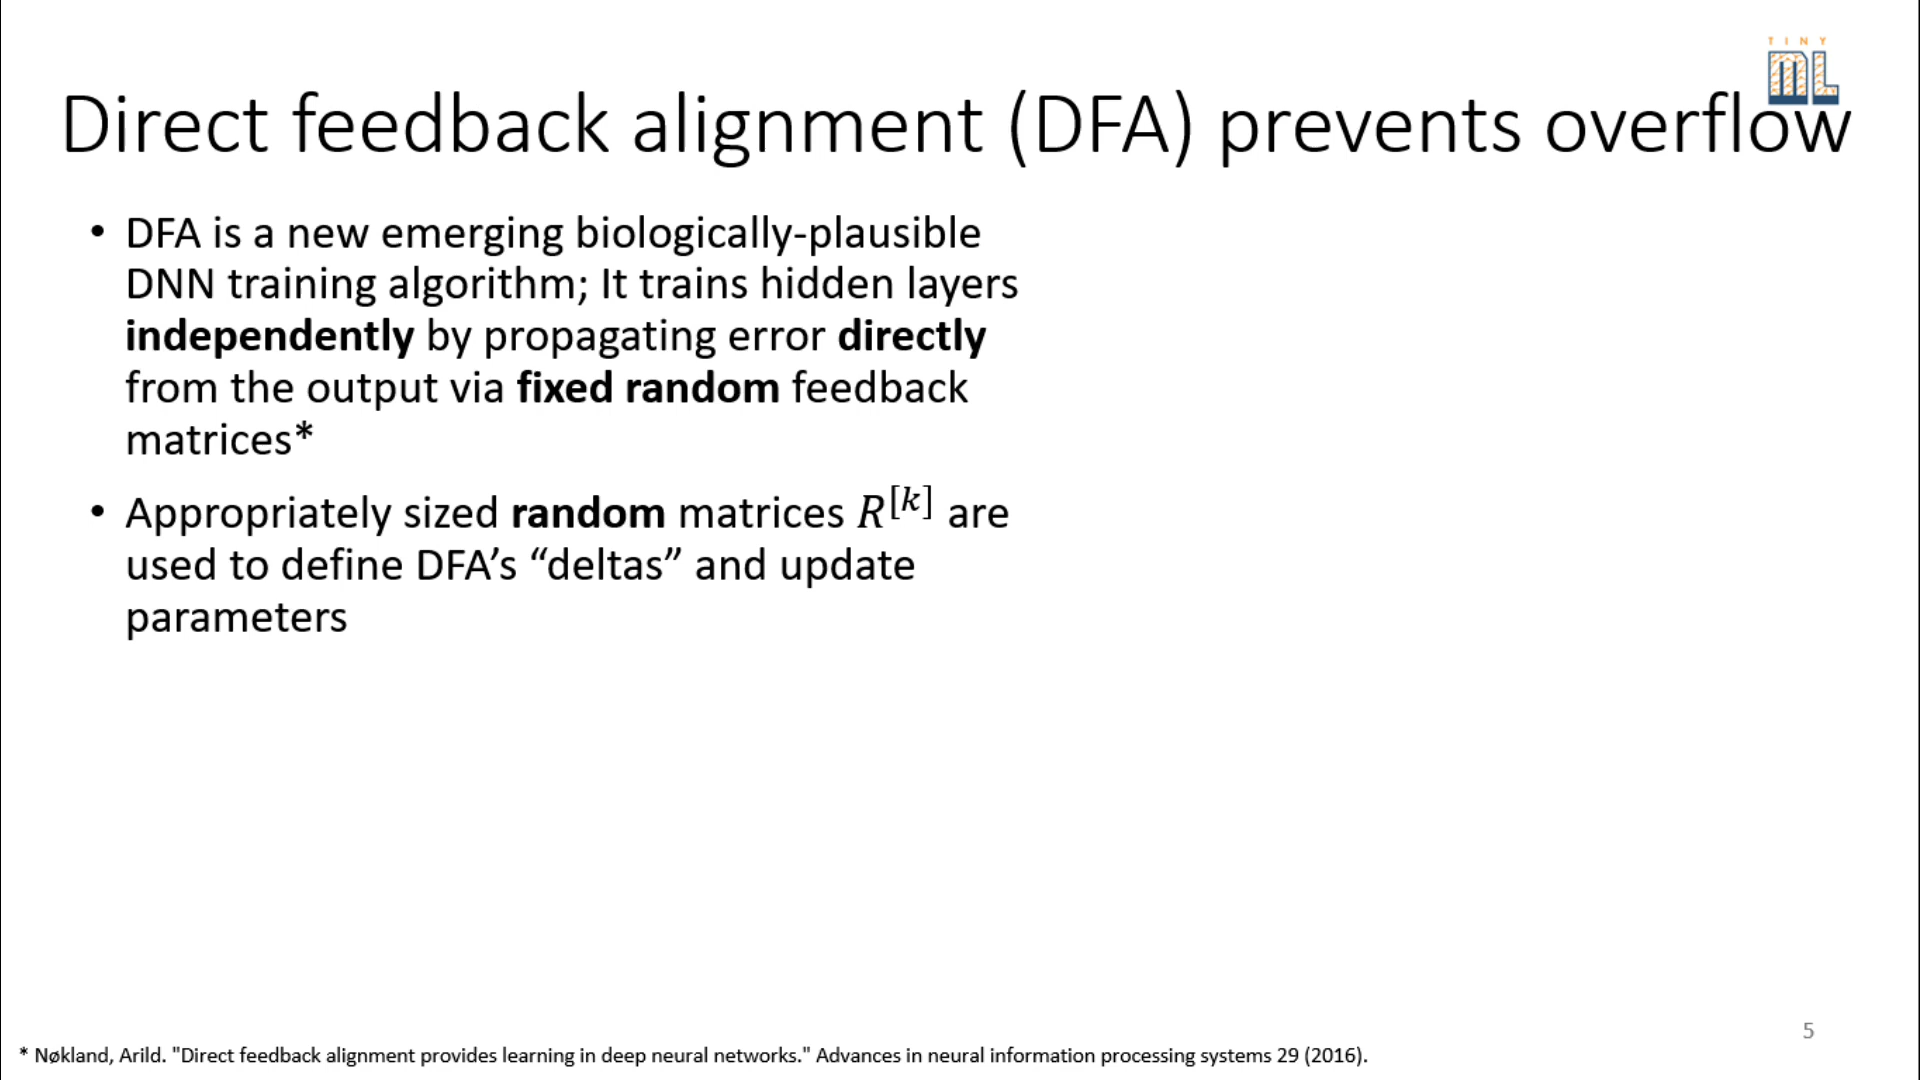 TINY
ML
Direct feedback alignment (DFA) prevents overflow
• DFA is a new emerging biologically-plausible
DNN training algorithm; It trains hidden layers
independently by propagating error directly
from the output via fixed random feedback
matrices*
• Appropriately sized random matrices R^[k] are
used to define DFA's “deltas” and update
parameters
5
* Nøkland, Arild. "Direct feedback alignment provides learning in deep neural networks." Advances in neural information processing systems 29 (2016).